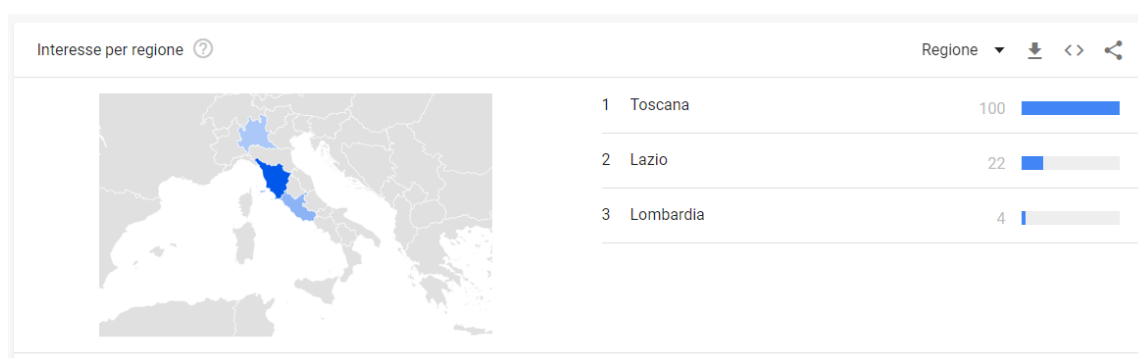 Interesse per regione
Regione
1 Toscana 100
2 Lazio 22
3 Lombardia 4